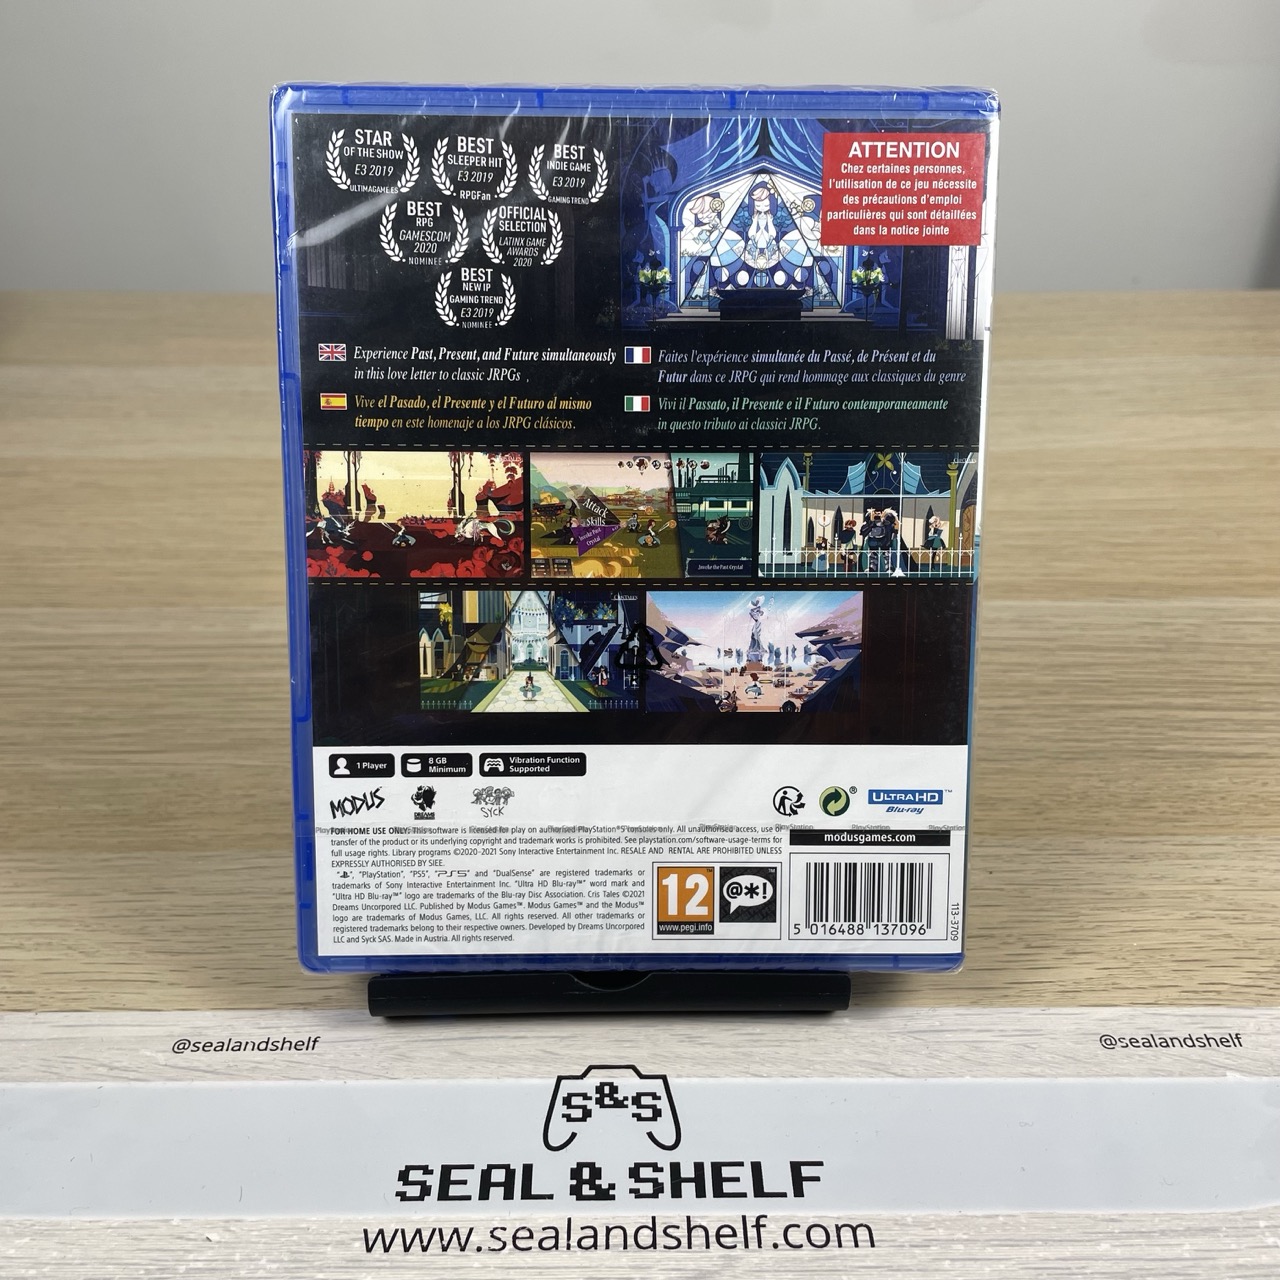 STAR
OF THE SHOW
E3 2019
ULTIMAGAME.ES
BEST
SLEEPER HIT
E3 2019
RPGFan
BEST
INDIE GAME
E3 2019
GAMING TREND
BEST
RPG
GAMESCOM
2020
NOMINEE
OFFICIAL
SELECTION
LATINX GAME
AWARDS
2020
BEST
NEW IP
GAMING TREND
E3 2019
NOMINEE
ATTENTION
Chez certaines personnes,
l'utilisation de ce jeu nécessite
des précautions d'emploi
particulières qui sont détaillées
dans la notice jointe
Experience Past, Present, and Future simultaneously
in this love letter to classic JRPGs
Faites l'expérience simultanée du Passé, de Présent et du
Futur dans ce JRPG qui rend hommage aux classiques du genre
Vive el Pasado, el Presente y el Futuro al mismo
tiempo en este homenaje a los JRPG clásicos.
Vivi il Passato, il Presente e il Futuro contemporaneamente
in questo tributo ai classici JRPG.
Attack
Skills
Invoke Past
Crystal
Invoke the Past Crystal
1 Player
8 GB
Minimum
Vibration Function
Supported
MODUS
DREAMS
SYCK
ULTRA HD™
Blu-ray
FOR HOME USE ONLY: This software is licensed for play on authorised PlayStation®5 consoles only. All unauthorised access, use or
transfer of the product or its underlying copyright and trademark works is prohibited. See playstation.com/software-usage-terms for
full usage rights. Library programs ©2020-2021 Sony Interactive Entertainment Inc. RESALE AND RENTAL ARE PROHIBITED UNLESS
EXPRESSLY AUTHORISED BY SIEE.
"PlayStation", "PS5", "PS5" and "DualSense" are registered trademarks or
trademarks of Sony Interactive Entertainment Inc. "Ultra HD Blu-ray™" word mark and
"Ultra HD Blu-ray™" logo are trademarks of the Blu-ray Disc Association. Cris Tales ©2021
Dreams Uncorpored LLC. Published by Modus Games™. Modus Games™ and the Modus™
logo are trademarks of Modus Games, LLC. All rights reserved. All other trademarks or
registered trademarks belong to their respective owners. Developed by Dreams Uncorpored
LLC and Syck SAS. Made in Austria. All rights reserved.
12
www.pegi.info
@*!
modusgames.com
5 016488 137096
113-3709
@sealandshelf
@sealandshelf
S&S
SEAL & SHELF
www.sealandshelf.com